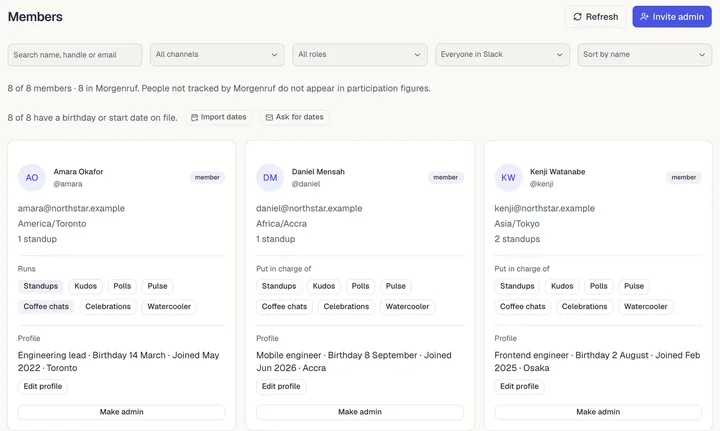 Members
Refresh
Invite admin
Search name, handle or email
All channels
All roles
Everyone in Slack
Sort by name
8 of 8 members · 8 in Morgenruf. People not tracked by Morgenruf do not appear in participation figures.
8 of 8 have a birthday or start date on file.
Import dates
Ask for dates
AO
Amara Okafor
@amara
member
amara@northstar.example
America/Toronto
1 standup
Runs
Standups Kudos Polls Pulse
Coffee chats Celebrations Watercooler
Profile
Engineering lead · Birthday 14 March · Joined May
2022 · Toronto
Edit profile
Make admin
DM
Daniel Mensah
@daniel
member
daniel@northstar.example
Africa/Accra
1 standup
Put in charge of
Standups Kudos Polls Pulse
Coffee chats Celebrations Watercooler
Profile
Mobile engineer · Birthday 8 September · Joined
Jun 2026 · Accra
Edit profile
Make admin
KW
Kenji Watanabe
@kenji
member
kenji@northstar.example
Asia/Tokyo
2 standups
Put in charge of
Standups Kudos Polls Pulse
Coffee chats Celebrations Watercooler
Profile
Frontend engineer · Birthday 2 August · Joined Feb
2025 · Osaka
Edit profile
Make admin